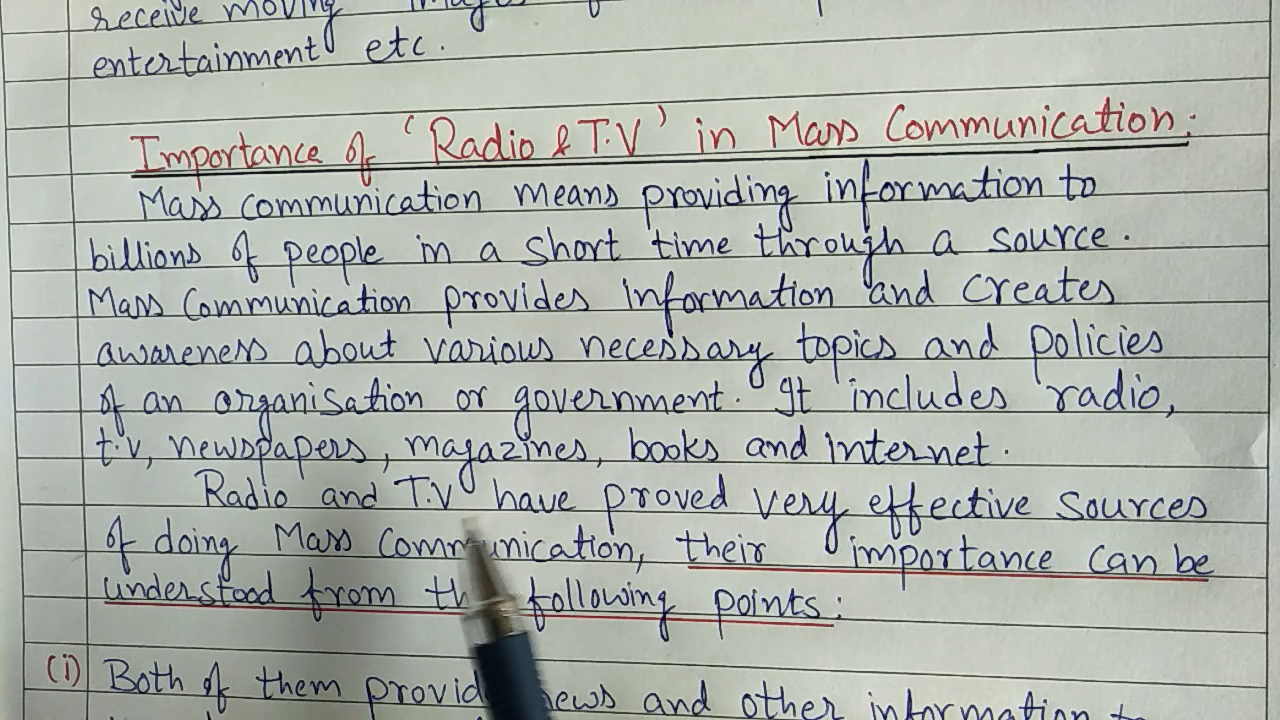 receive moving
entertainment etc.
Importance of 'Radio & T.V' in Mass Communication:
Mass communication means providing information to
billions of people in a short time through a source.
Mass Communication provides information and creates
awareness about various necessary topics and policies
of an organisation or government. It includes radio,
t.v, newspapers, magazines, books and internet.
Radio and T.V have proved very effective sources
of doing Mass Communication, their importance can be
understood from the following points:
(i) Both of them provide news and other information to